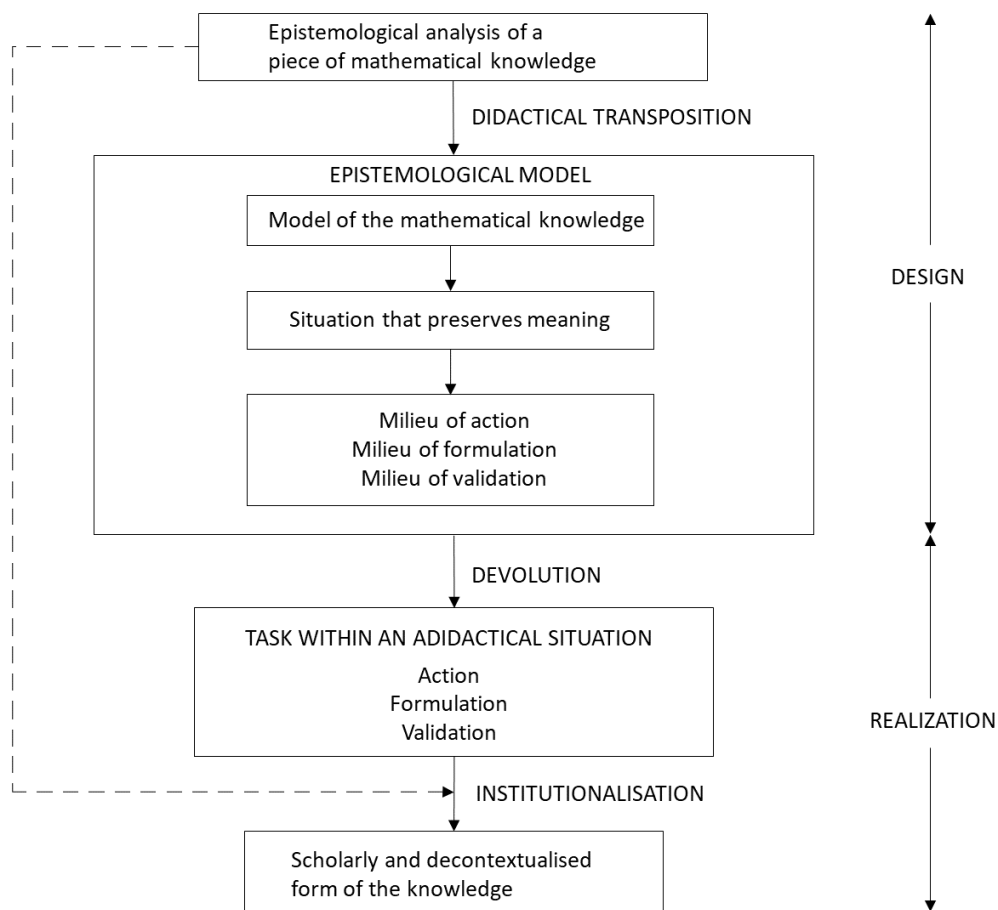 Epistemological analysis of a
piece of mathematical knowledge
DIDACTICAL TRANSPOSITION
EPISTEMOLOGICAL MODEL
Model of the mathematical knowledge
Situation that preserves meaning
Milieu of action
Milieu of formulation
Milieu of validation
DESIGN
DEVOLUTION
TASK WITHIN AN ADIDACTICAL SITUATION
Action
Formulation
Validation
REALIZATION
INSTITUTIONALISATION
Scholarly and decontextualised
form of the knowledge